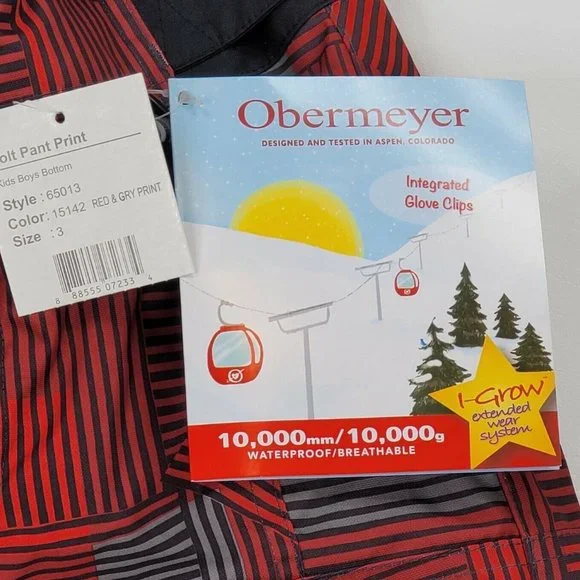 olt Pant Print
Kids Boys Bottom
Style : 65013
Color: 15142 RED & GRY PRINT
Size : 3
8 88555 07233 4
Obermeyer
DESIGNED AND TESTED IN ASPEN, COLORADO
Integrated
Glove Clips
I-GROW™
extended
wear
system
10,000mm/10,000g
WATERPROOF/BREATHABLE